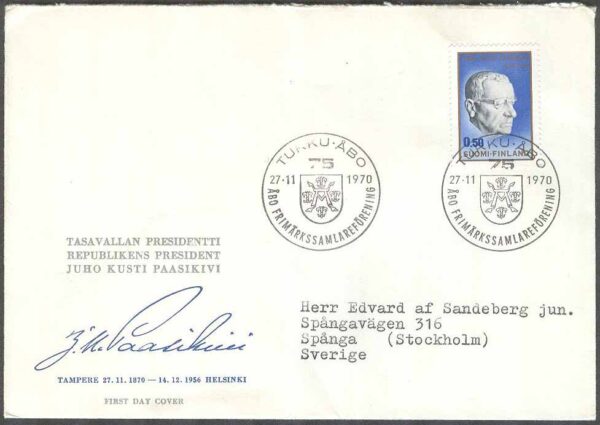 0.50
SUOMI-FINLAND
TURKU·ÅBO
75
27·11 1970
ÅBO FRIMÄRKSSAMLAREFÖRENING
TURKU·ÅBO
75
27·11 1970
ÅBO FRIMÄRKSSAMLAREFÖRENING
TASAVALLAN PRESIDENTTI
REPUBLIKENS PRESIDENT
JUHO KUSTI PAASIKIVI
J.K. Paasikivi
TAMPERE 27. 11. 1870 — 14. 12. 1956 HELSINKI
FIRST DAY COVER
Herr Edvard af Sandeberg jun.
Spångavägen 316
Spånga (Stockholm)
Sverige